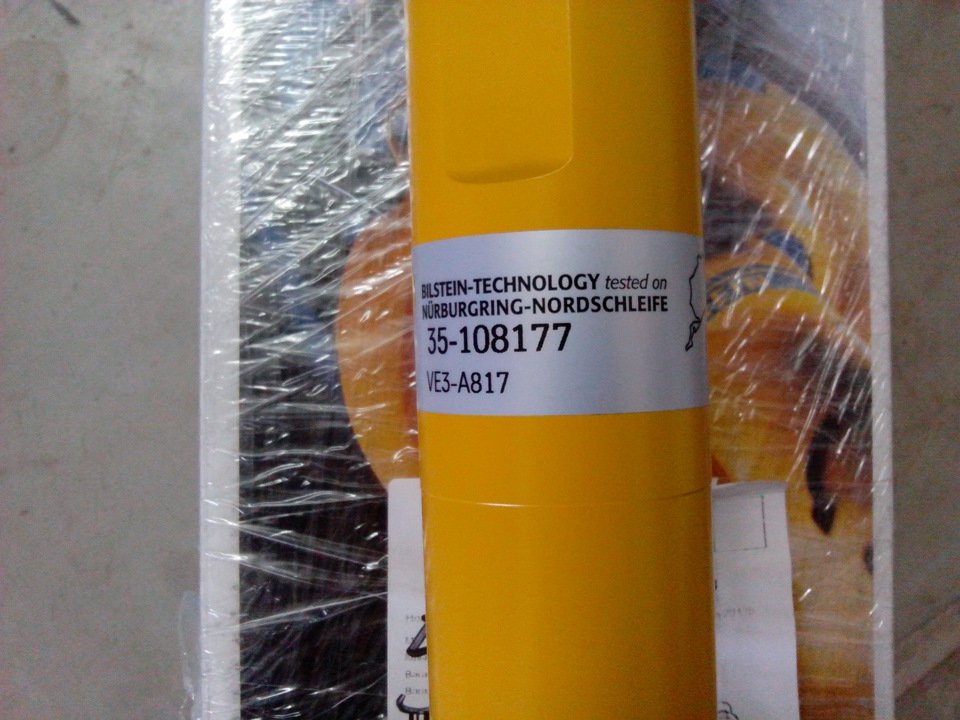 BILSTEIN-TECHNOLOGY tested on
NÜRBURGRING-NORDSCHLEIFE
35-108177
VE3-A817